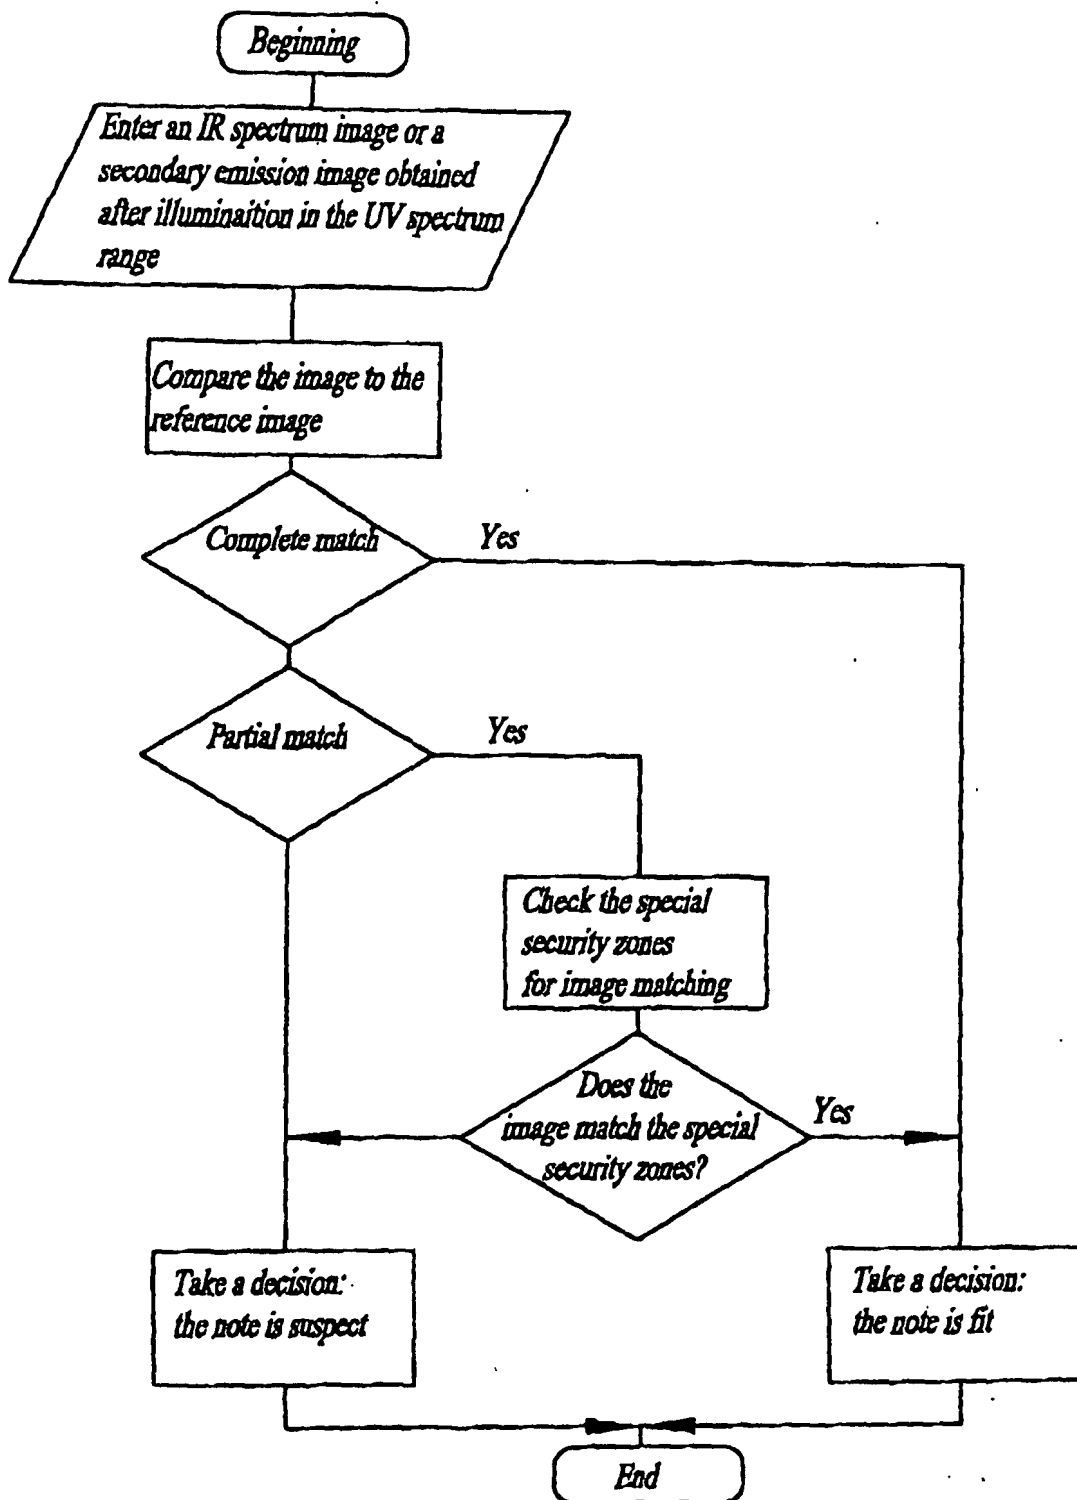 Beginning
Enter an IR spectrum image or a
secondary emission image obtained
after illuminaition in the UV spectrum
range
Compare the image to the
reference image
Complete match
Yes
Partial match
Yes
Check the special
security zones
for image matching
Does the
image match the special
security zones?
Yes
Take a decision:
the note is suspect
Take a decision:
the note is fit
End